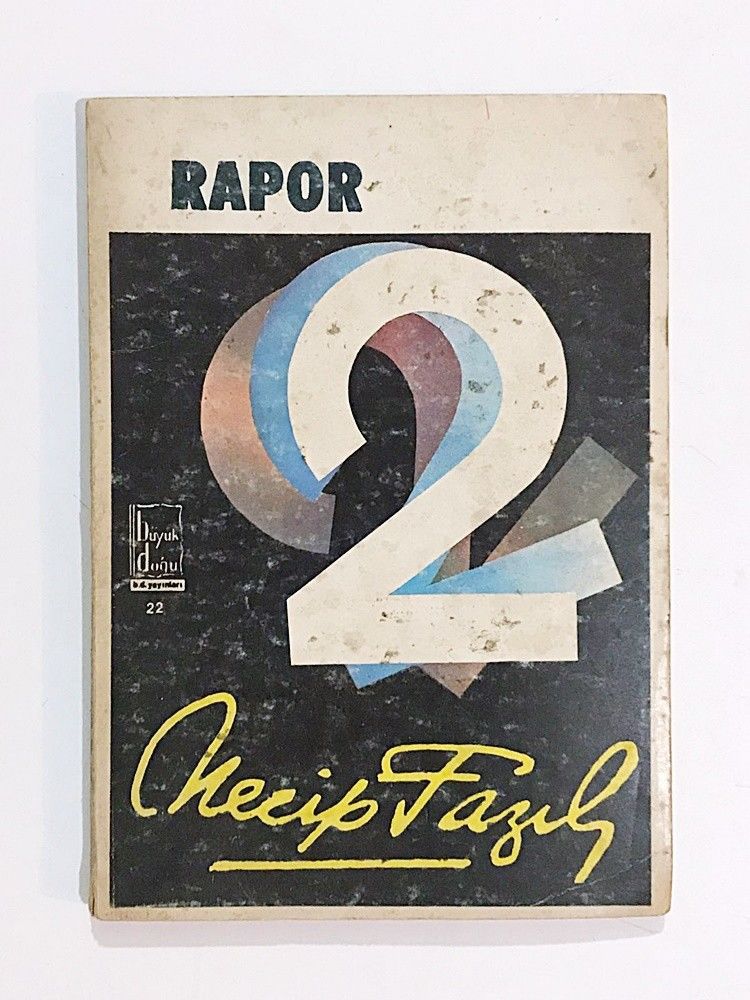 RAPOR
2
büyük
doğu
b.d. yayınları
22
Necip Fazıl